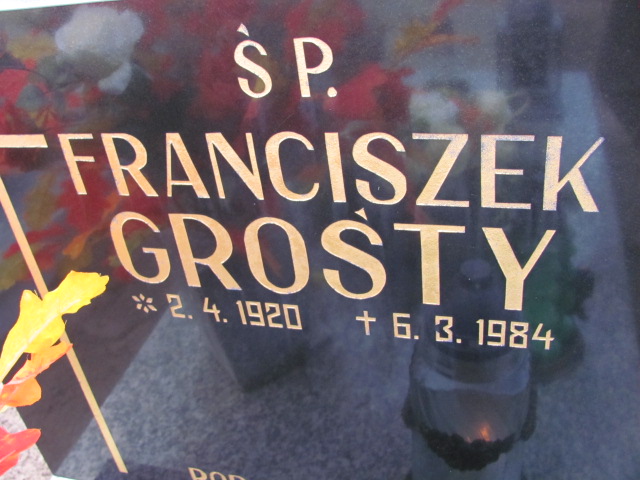 Ś P.
FRANCISZEK
GROŚTY
* 2. 4. 1920 † 6. 3. 1984